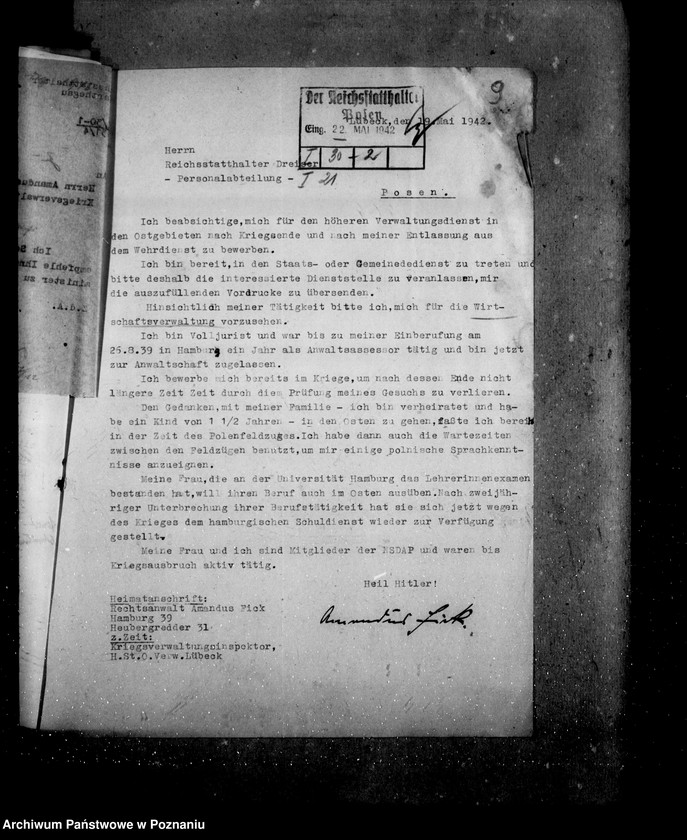 9
Der Reichsstatthalter
Posen
Eing. 22. MAI 1942
I 30-2
Lübeck,den 19.Mai 1942.
Herrn
Reichsstatthalter Dreiser
- Personalabteilung - I 21
Posen.
Ich beabsichtige,mich für den höheren Verwaltungsdienst in
den Ostgebieten nach Kriegsende und nach meiner Entlassung aus
dem Wehrdienst zu bewerben.
Ich bin bereit,in den Staats- oder Gemeindedienst zu treten und
bitte deshalb die interessierte Dienststelle zu veranlassen,mir
die auszufüllenden Vordrucke zu übersenden.
Hinsichtlich meiner Tätigkeit bitte ich,mich für die Wirt-
schaftsverwaltung vorzusehen.
Ich bin Volljurist und war bis zu meiner Einberufung am
26.8.39 in Hamburg ein Jahr als Anwaltsassessor tätig und bin jetzt
zur Anwaltschaft zugelassen.
Ich bewerbe mich bereits im Kriege,um nach dessen Ende nicht
längere Zeit Zeit durch die Prüfung meines Gesuchs zu verlieren.
Den Gedanken,mit meiner Familie - ich bin verheiratet und ha-
be ein Kind von 1 1/2 Jahren - in den Osten zu gehen,faßte ich bereits
in der Zeit des Polenfeldzuges.Ich habe dann auch die Wartezeiten
zwischen den Feldzügen benutzt,um mir einige polnische Sprachkennt-
nisse anzueignen.
Meine Frau,die an der Universität Hamburg das Lehrerinnenexamen
bestanden hat,will ihren Beruf auch im Osten ausüben.Nach zweijäh-
riger Unterbrechung ihrer Berufstätigkeit hat sie sich jetzt wegen
des Krieges dem hamburgischen Schuldienst wieder zur Verfügung
gestellt.
Meine Frau und ich sind Mitglieder der NSDAP und waren bis
Kriegsausbruch aktiv tätig.
Heil Hitler!
Amandus Fick.
Heimatanschrift:
Rechtsanwalt Amandus Fick
Hamburg 39
Heubergredder 31
z.Zeit:
Kriegsverwaltungsinspektor,
H.St.O.Verw.Lübeck
Archiwum Państwowe w Poznaniu